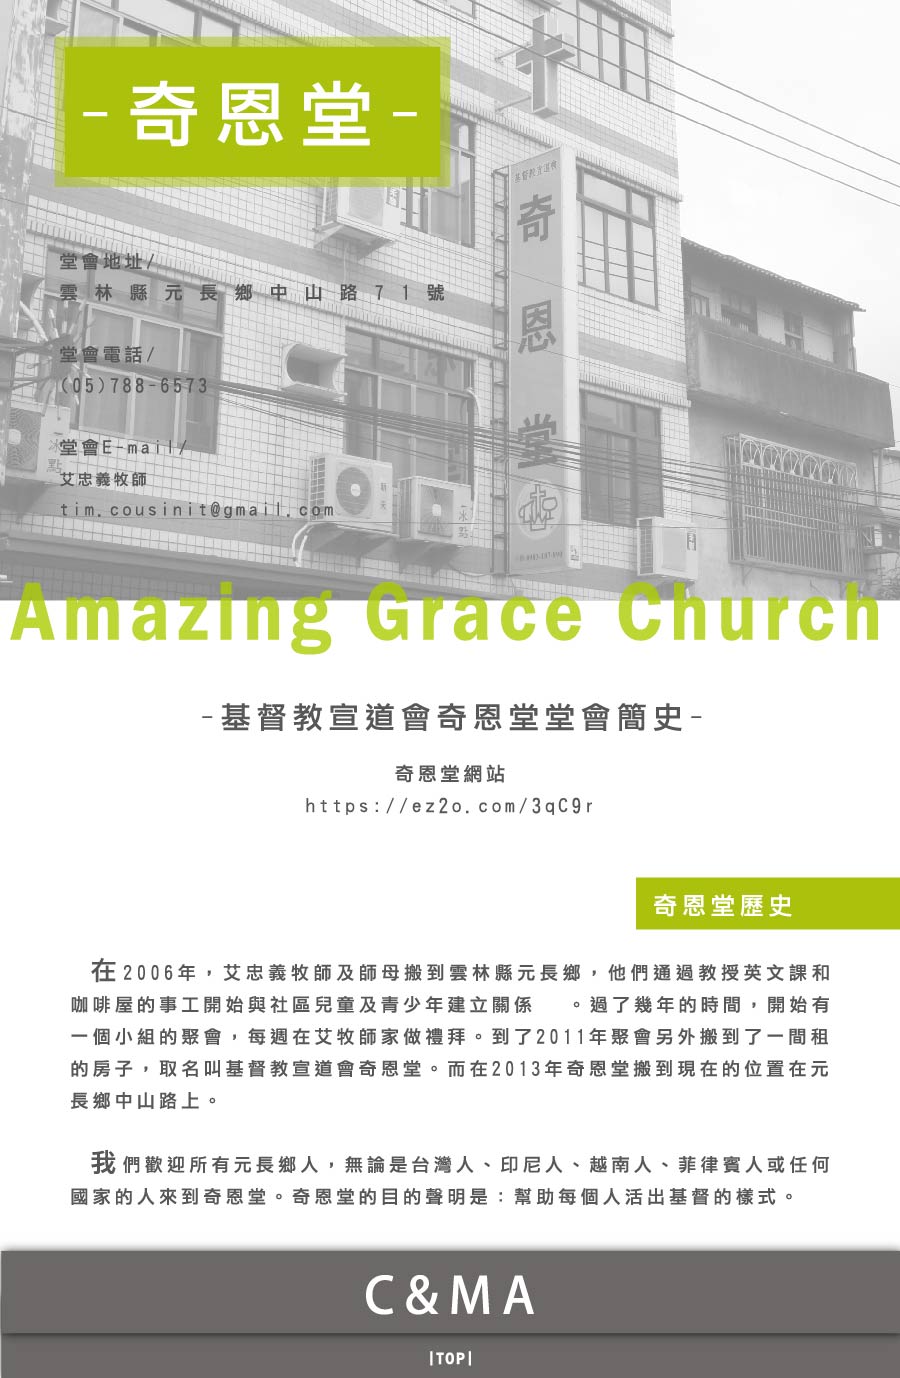 -奇恩堂-
基督教宣道會
奇恩堂
堂會地址/
雲林縣元長鄉中山路71號
堂會電話/
(05)788-6573
堂會E-mail/
艾忠義牧師
tim.cousinit@gmail.com
冰點
冰點
Amazing Grace Church
-基督教宣道會奇恩堂堂會簡史-
奇恩堂網站
https://ez2o.com/3qC9r
奇恩堂歷史
在2006年，艾忠義牧師及師母搬到雲林縣元長鄉，他們通過教授英文課和
咖啡屋的事工開始與社區兒童及青少年建立關係　。過了幾年的時間，開始有
一個小組的聚會，每週在艾牧師家做禮拜。到了2011年聚會另外搬到了一間租
的房子，取名叫基督教宣道會奇恩堂。而在2013年奇恩堂搬到現在的位置在元
長鄉中山路上。
我們歡迎所有元長鄉人，無論是台灣人、印尼人、越南人、菲律賓人或任何
國家的人來到奇恩堂。奇恩堂的目的聲明是：幫助每個人活出基督的樣式。
C&MA
|TOP|